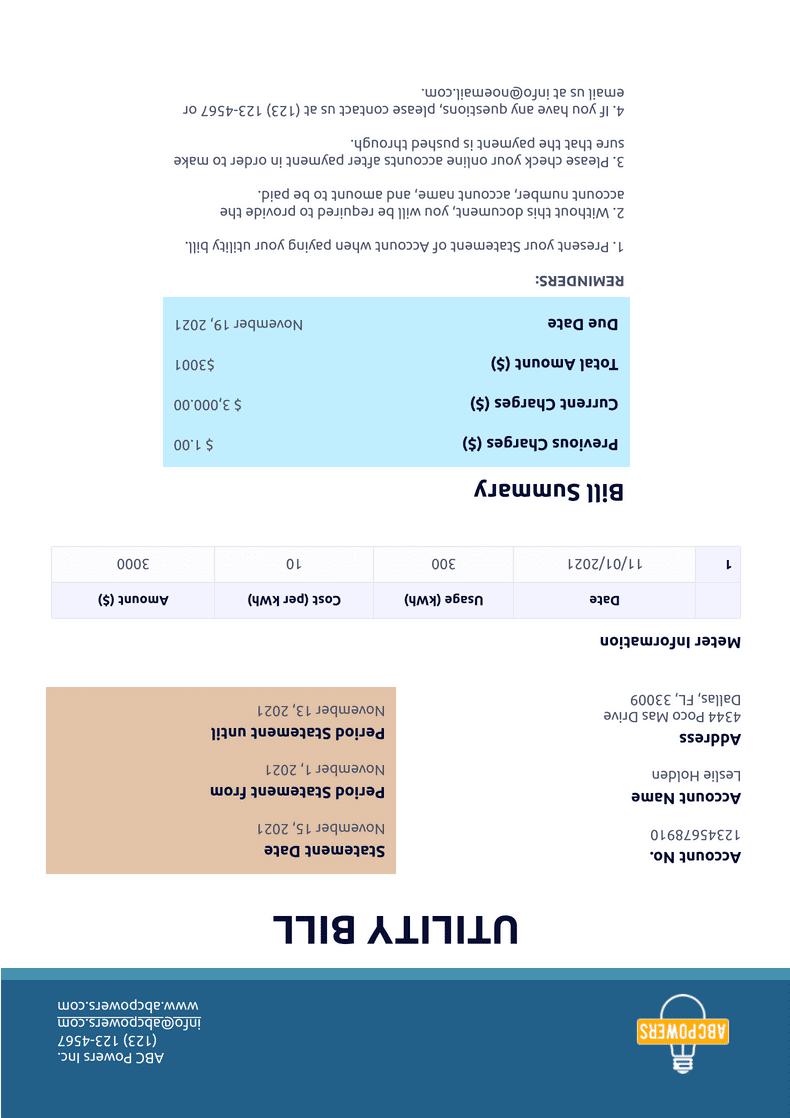 ABCPOWERS
ABC Powers Inc.
(123) 123-4567
info@abcpowers.com
www.abcpowers.com
UTILITY BILL
Account No.
12345678910
Account Name
Leslie Holden
Address
4344 Poco Mas Drive
Dallas, FL, 33009
Statement Date
November 15, 2021
Period Statement from
November 1, 2021
Period Statement until
November 13, 2021
Meter Information
Date Usage (kWh) Cost (per kWh) Amount ($)
1 11/01/2021 300 10 3000
Bill Summary
Previous Charges ($) $ 1.00
Current Charges ($) $ 3,000.00
Total Amount ($) $3001
Due Date November 19, 2021
REMINDERS:
1. Present your Statement of Account when paying your utility bill.
2. Without this document, you will be required to provide the
account number, account name, and amount to be paid.
3. Please check your online accounts after payment in order to make
sure that the payment is pushed through.
4. If you have any questions, please contact us at (123) 123-4567 or
email us at info@noemail.com.